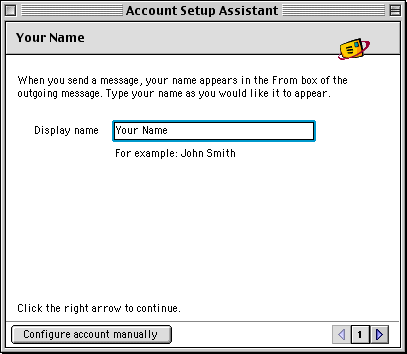 Account Setup Assistant
Your Name
When you send a message, your name appears in the From box of the
outgoing message. Type your name as you would like it to appear.
Display name Your Name
For example: John Smith
Click the right arrow to continue.
Configure account manually 1